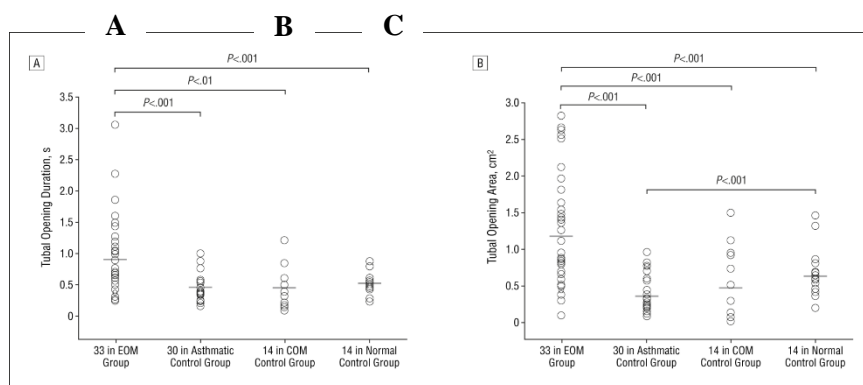 A B C
A
P<.001
P<.01
P<.001
3.5
3.0
2.5
2.0
1.5
1.0
0.5
0
Tubal Opening Duration, s
33 in EOM
Group
30 in Asthmatic
Control Group
14 in COM
Control Group
14 in Normal
Control Group
B
P<.001
P<.001
P<.001
P<.001
3.0
2.5
2.0
1.5
1.0
0.5
0
Tubal Opening Area, cm²
33 in EOM
Group
30 in Asthmatic
Control Group
14 in COM
Control Group
14 in Normal
Control Group